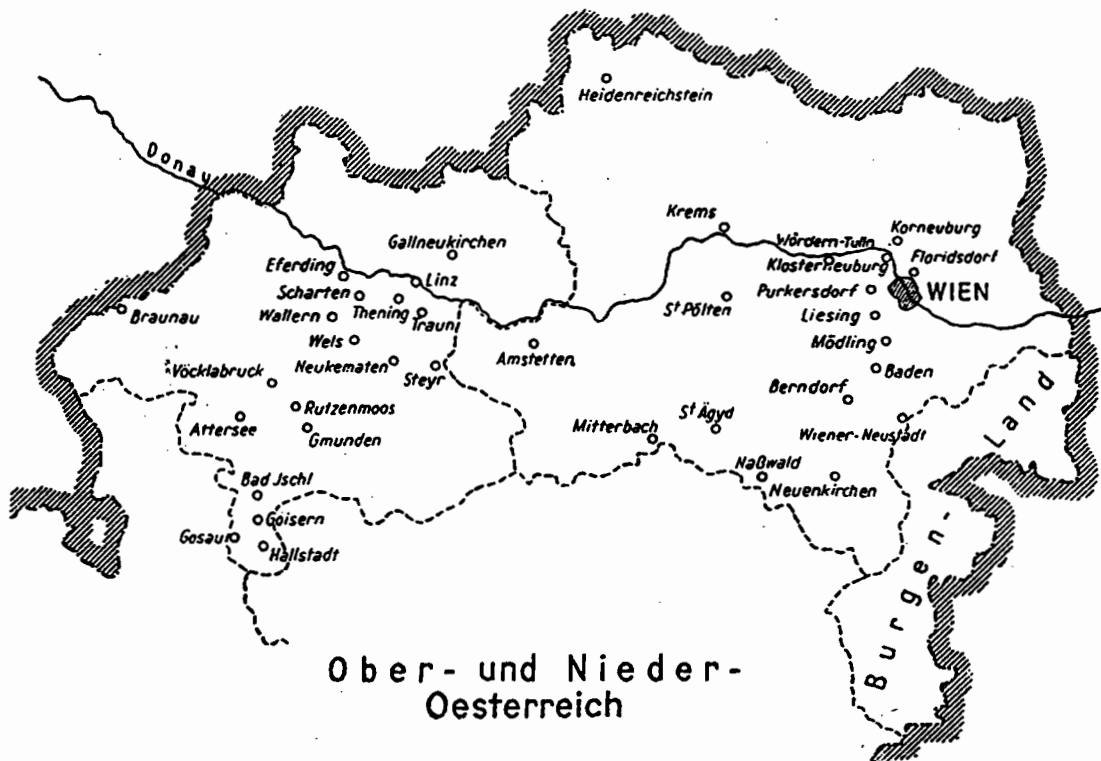 Heidenreichstein
Donau
Krems
Korneuburg
Wördern-Tulln
Gallneukirchen
Floridsdorf
Eferding
Linz
Klosterneuburg
Scharten
Purkersdorf
WIEN
Braunau
Wallern
Thening
Traun
St Pölten
Liesing
Wels
Mödling
Vöcklabruck
Neukematen
Steyr
Amstetten
Baden
Rutzenmoos
Berndorf
Attersee
Gmunden
Mitterbach
St Ägyd
Wiener-Neustadt
Bad Jschl
Naßwald
Neuenkirchen
Goisern
Gosau
Hallstadt
Burgen-
Land
Ober- und Nieder-
Oesterreich